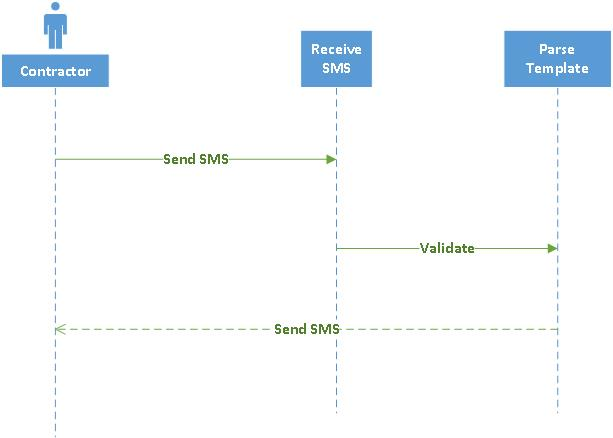 Contractor
Receive
SMS
Parse
Template
Send SMS
Validate
Send SMS